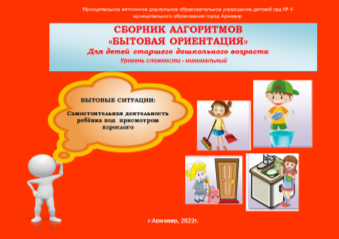 Муниципальное автономное дошкольное образовательное учреждение детский сад № 4
муниципального образования город Армавир
СБОРНИК АЛГОРИТМОВ
«БЫТОВАЯ ОРИЕНТАЦИЯ»
Для детей старшего дошкольного возраста
Уровень сложности - минимальный
БЫТОВЫЕ СИТУАЦИИ:
Самостоятельная деятельность
ребёнка под присмотром
взрослого
г.Армавир, 2022г.